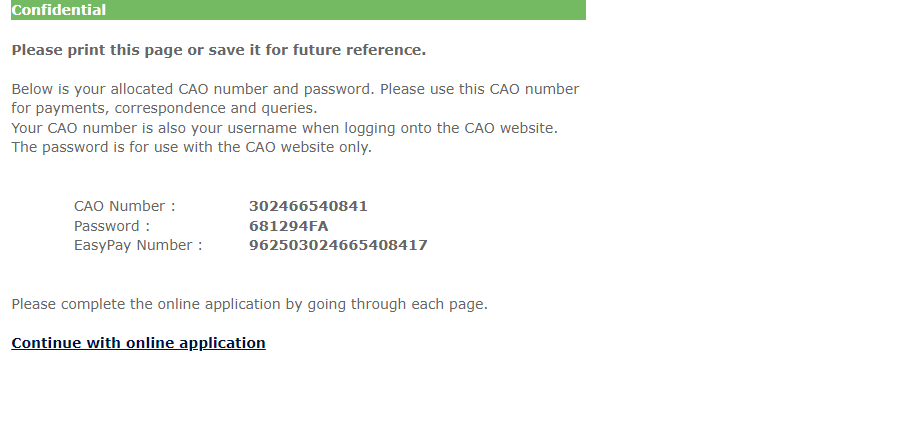 Confidential
Please print this page or save it for future reference.
Below is your allocated CAO number and password. Please use this CAO number
for payments, correspondence and queries.
Your CAO number is also your username when logging onto the CAO website.
The password is for use with the CAO website only.
CAO Number : 302466540841
Password : 681294FA
EasyPay Number : 962503024665408417
Please complete the online application by going through each page.
Continue with online application